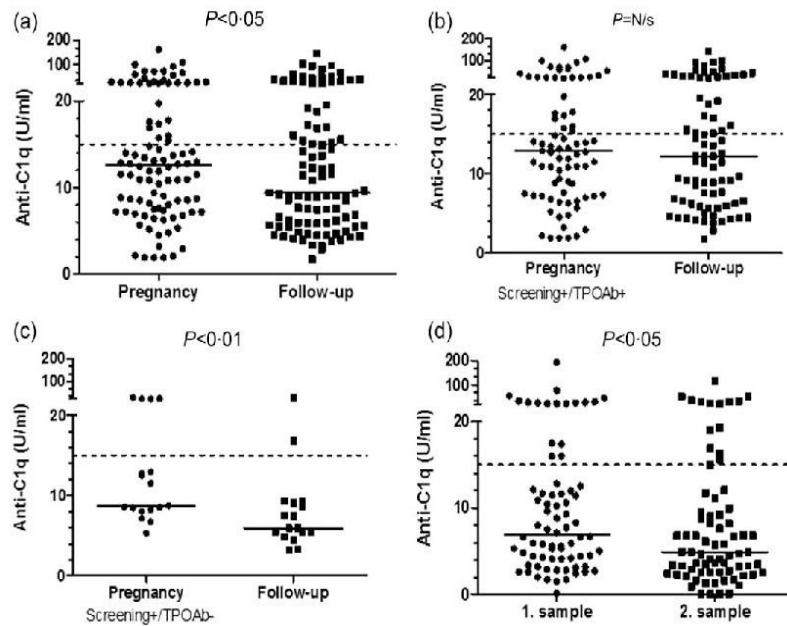 (a)
P<0·05
200
100
20
10
0
Anti-C1q (U/ml)
Pregnancy Follow-up
(b)
P=N/s
200
100
20
10
0
Anti-C1q (U/ml)
Pregnancy Follow-up
Screening+/TPOAb+
(c)
P<0·01
200
100
20
10
0
Anti-C1q (U/ml)
Pregnancy Follow-up
Screening+/TPOAb-
(d)
P<0·05
200
100
20
10
0
Anti-C1q (U/ml)
1. sample 2. sample